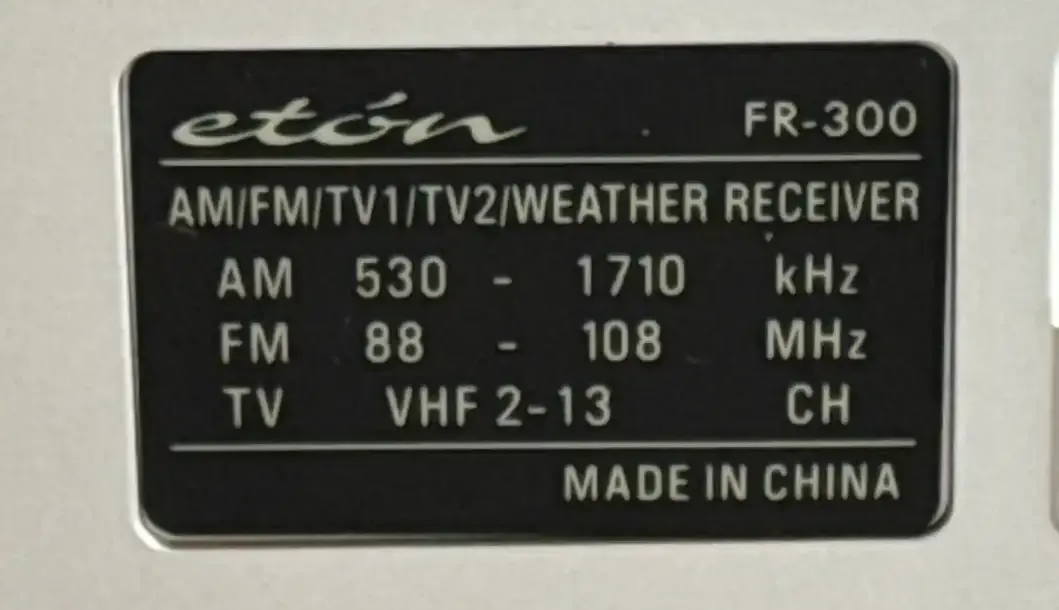 etón FR-300
AM/FM/TV1/TV2/WEATHER RECEIVER
AM 530 - 1710 kHz
FM 88 - 108 MHz
TV VHF 2-13 CH
MADE IN CHINA